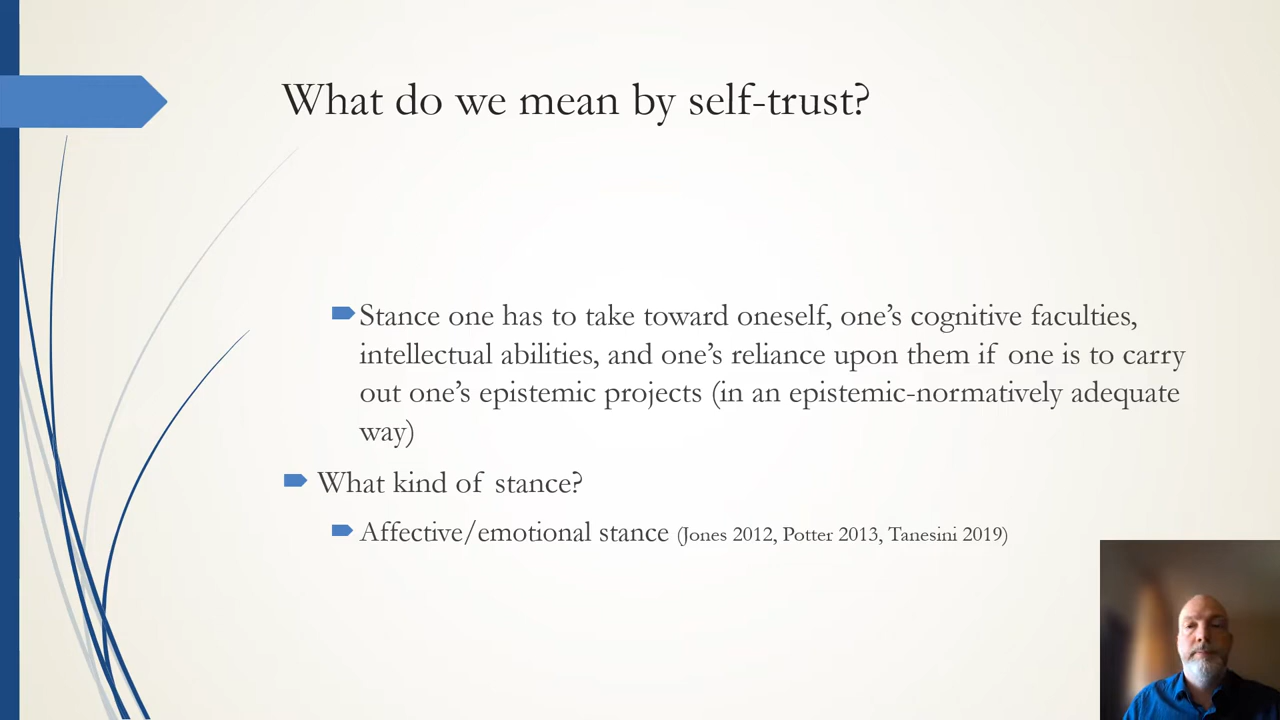 What do we mean by self-trust?
Stance one has to take toward oneself, one’s cognitive faculties,
intellectual abilities, and one’s reliance upon them if one is to carry
out one’s epistemic projects (in an epistemic-normatively adequate
way)
What kind of stance?
Affective/emotional stance (Jones 2012, Potter 2013, Tanesini 2019)